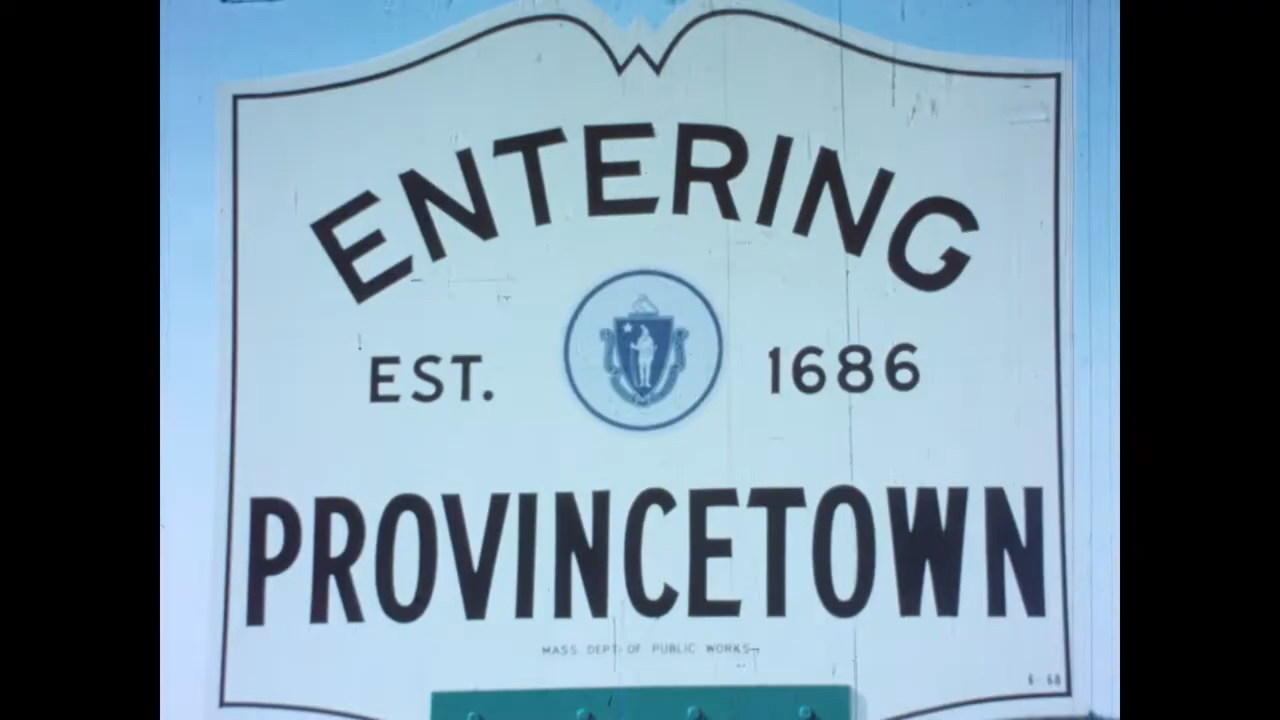 ENTERING
EST. 1686
PROVINCETOWN
MASS DEPT. OF PUBLIC WORKS
6-68